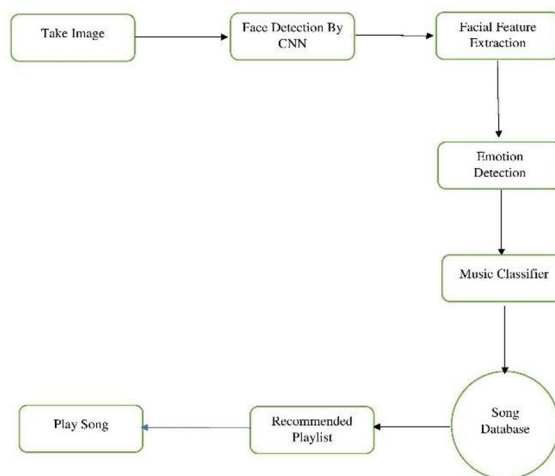 Take Image
Face Detection By
CNN
Facial Feature
Extraction
Emotion
Detection
Music Classifier
Song
Database
Recommended
Playlist
Play Song